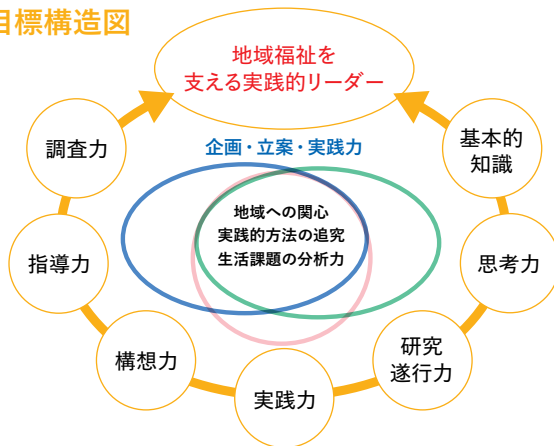 目標構造図
地域福祉を
支える実践的リーダー
企画・立案・実践力
調査力
基本的
知識
地域への関心
実践的方法の追究
生活課題の分析力
指導力
思考力
構想力
研究
遂行力
実践力